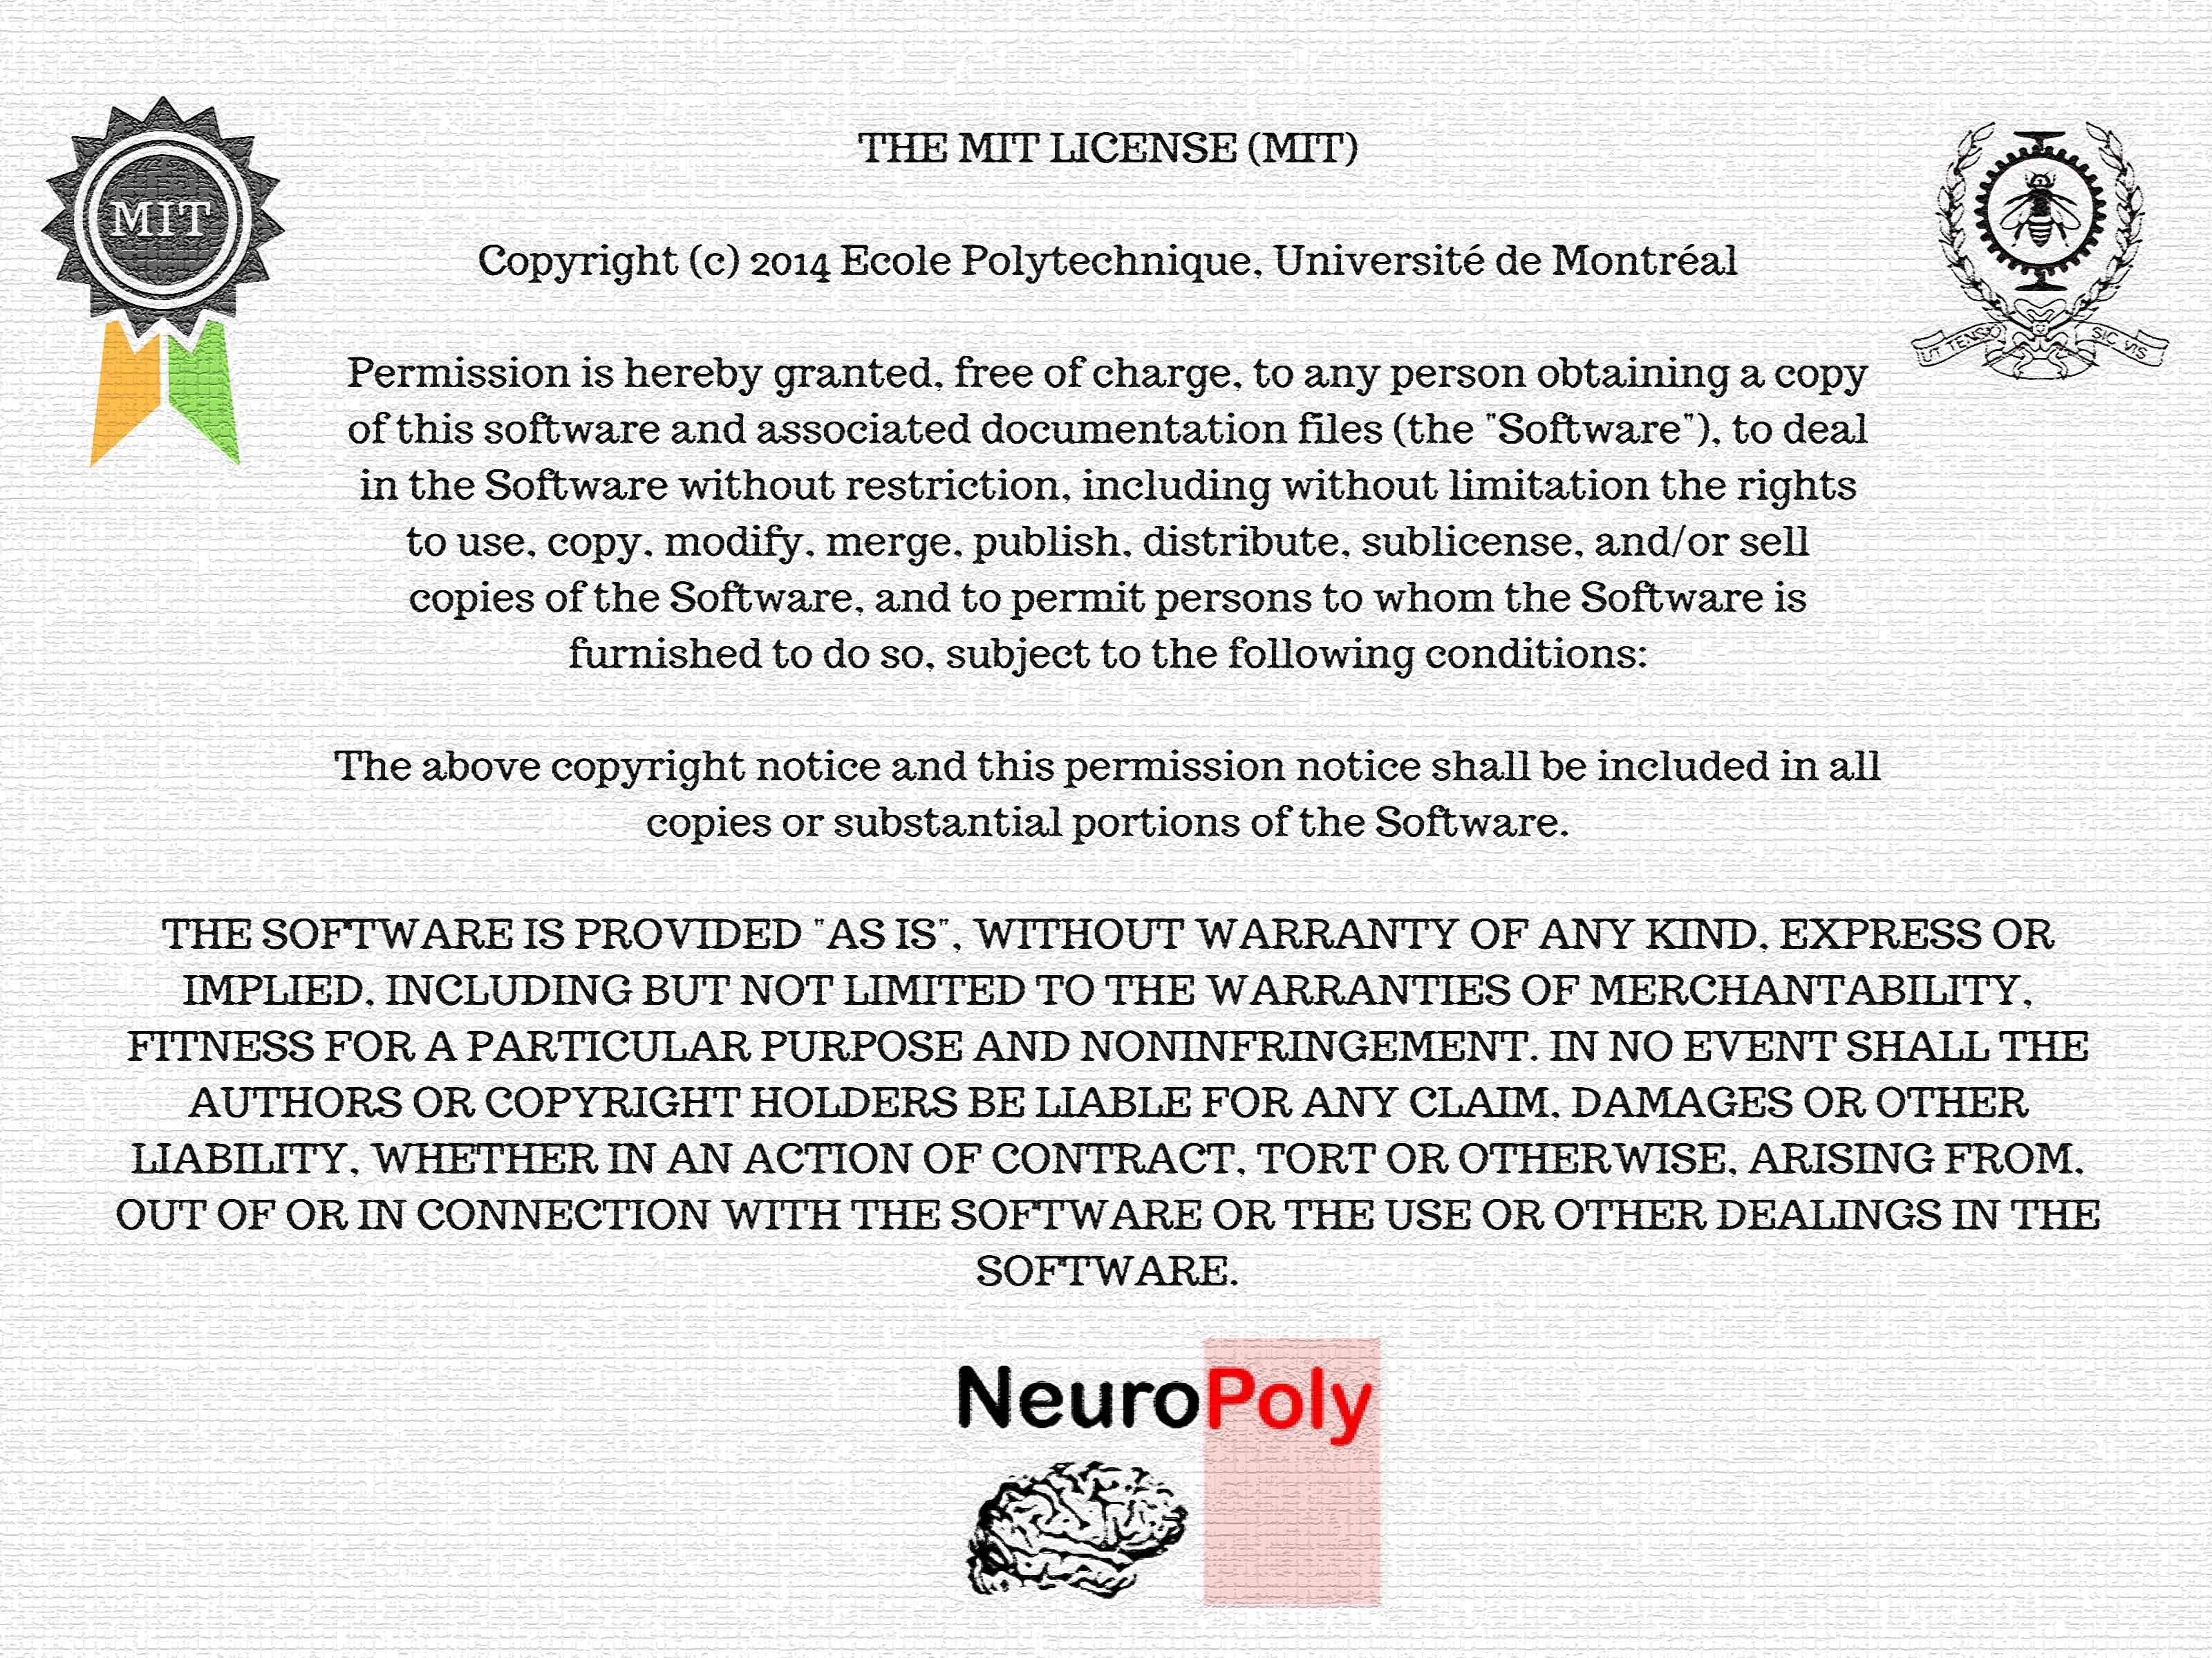 THE MIT LICENSE (MIT)
MIT
Copyright (c) 2014 Ecole Polytechnique, Université de Montréal
UT TENSIO SIC VIS
Permission is hereby granted, free of charge, to any person obtaining a copy
of this software and associated documentation files (the "Software"), to deal
in the Software without restriction, including without limitation the rights
to use, copy, modify, merge, publish, distribute, sublicense, and/or sell
copies of the Software, and to permit persons to whom the Software is
furnished to do so, subject to the following conditions:
The above copyright notice and this permission notice shall be included in all
copies or substantial portions of the Software.
THE SOFTWARE IS PROVIDED "AS IS", WITHOUT WARRANTY OF ANY KIND, EXPRESS OR
IMPLIED, INCLUDING BUT NOT LIMITED TO THE WARRANTIES OF MERCHANTABILITY,
FITNESS FOR A PARTICULAR PURPOSE AND NONINFRINGEMENT. IN NO EVENT SHALL THE
AUTHORS OR COPYRIGHT HOLDERS BE LIABLE FOR ANY CLAIM, DAMAGES OR OTHER
LIABILITY, WHETHER IN AN ACTION OF CONTRACT, TORT OR OTHERWISE, ARISING FROM,
OUT OF OR IN CONNECTION WITH THE SOFTWARE OR THE USE OR OTHER DEALINGS IN THE
SOFTWARE.
NeuroPoly